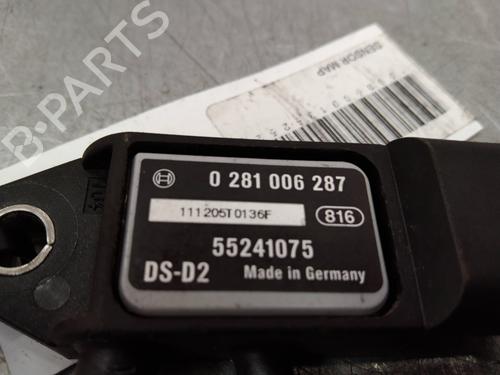 SENSOR MAP
B-PARTS
0 281 006 287
111205T0136F
816
55241075
DS-D2 Made in Germany